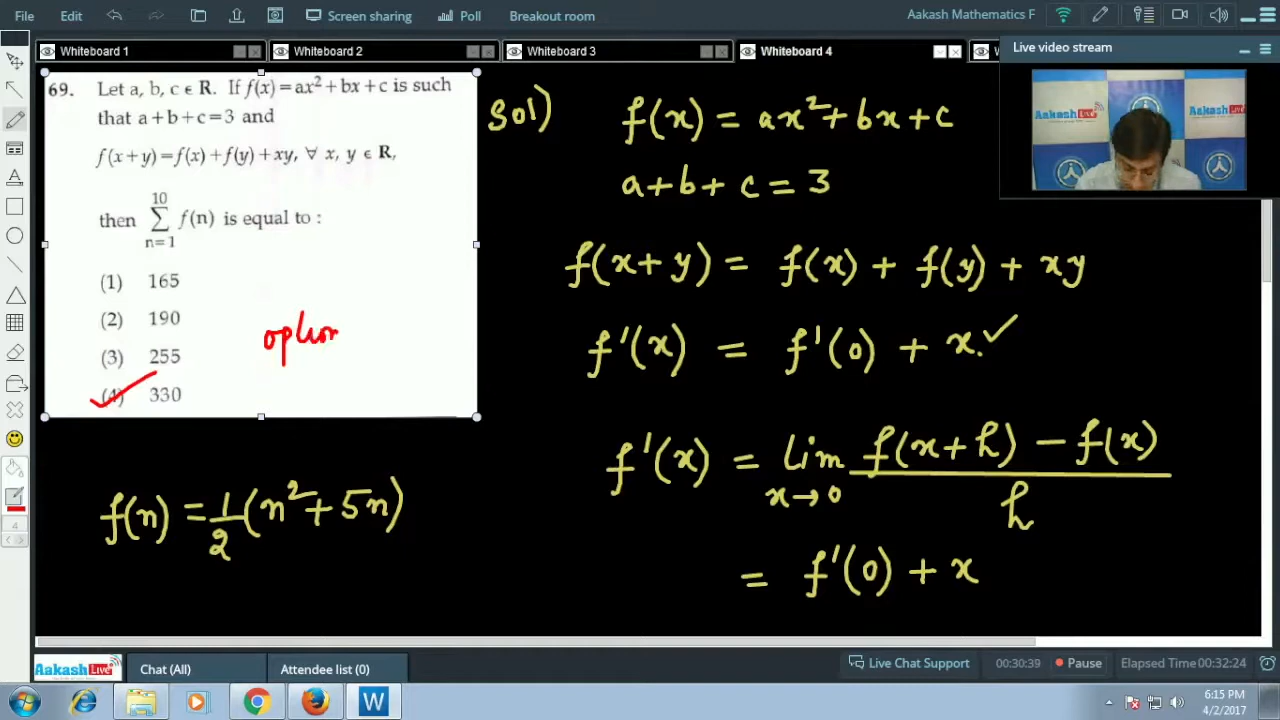 File Edit Screen sharing Poll Breakout room Aakash Mathematics F
Whiteboard 1 Whiteboard 2 Whiteboard 3 Whiteboard 4
Live video stream
69. Let a, b, c ϵ R. If f(x) = ax² + bx + c is such
that a + b + c = 3 and
f(x+y) = f(x) + f(y) + xy, ∀ x, y ϵ R,
then ∑_{n=1}^{10} f(n) is equal to :
(1) 165
(2) 190
(3) 255
(4) 330
option
f(n) = 1/2 (n² + 5n)
Sol) f(x) = ax² + bx + c
a + b + c = 3
f(x+y) = f(x) + f(y) + xy
f'(x) = f'(0) + x.
f'(x) = Lim x→0 f(x+h) − f(x) / h
= f'(0) + x
4
Aakash Live Chat (All) Attendee list (0) Live Chat Support 00:30:39 Pause Elapsed Time 00:32:24
6:15 PM
4/2/2017